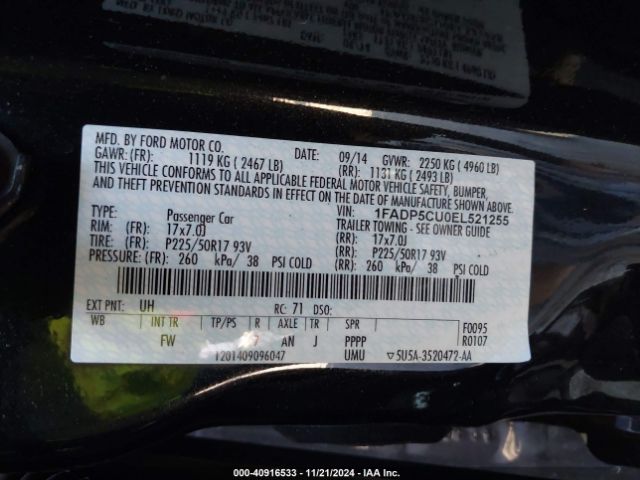 MFD. BY FORD MOTOR CO. DATE: 09/14 GVWR: 2250 KG ( 4960 LB)
GAWR: (FR): 1119 KG ( 2467 LB) (RR): 1131 KG ( 2493 LB)
THIS VEHICLE CONFORMS TO ALL APPLICABLE FEDERAL MOTOR VEHICLE SAFETY, BUMPER,
AND THEFT PREVENTION STANDARDS IN EFFECT ON THE DATE OF MANUFACTURE SHOWN ABOVE.
VIN: 1FADP5CU0EL521255
TYPE: Passenger Car TRAILER TOWING - SEE OWNER GUIDE
RIM: (FR) 17x7.0J (RR): 17x7.0J
TIRE: (FR) P225/50R17 93V (RR): P225/50R17 93V
PRESSURE: (FR) 260 kPa/ 38 PSI COLD (RR): 260 kPa/ 38 PSI COLD
EXT PNT: UH RC: 71 DSO:
WB INT TR TP/PS R AXLE TR SPR F0095
FW 7 AN J PPPP R0107
1201409096047 UMU ▽5U5A-3520472-AA
000-40916533 - 11/21/2024 - IAA Inc.